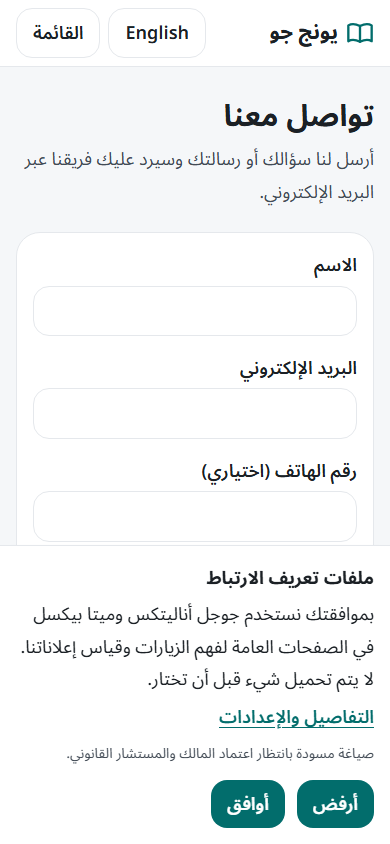 يونج جو
English
القائمة
تواصل معنا
أرسل لنا سؤالك أو رسالتك وسيرد عليك فريقنا عبر
البريد الإلكتروني.
الاسم
البريد الإلكتروني
رقم الهاتف (اختياري)
ملفات تعريف الارتباط
بموافقتك نستخدم جوجل أناليتكس وميتا بيكسل
في الصفحات العامة لفهم الزيارات وقياس إعلاناتنا.
لا يتم تحميل شيء قبل أن تختار.
التفاصيل والإعدادات
صياغة مسودة بانتظار اعتماد المالك والمستشار القانوني.
أرفض
أوافق